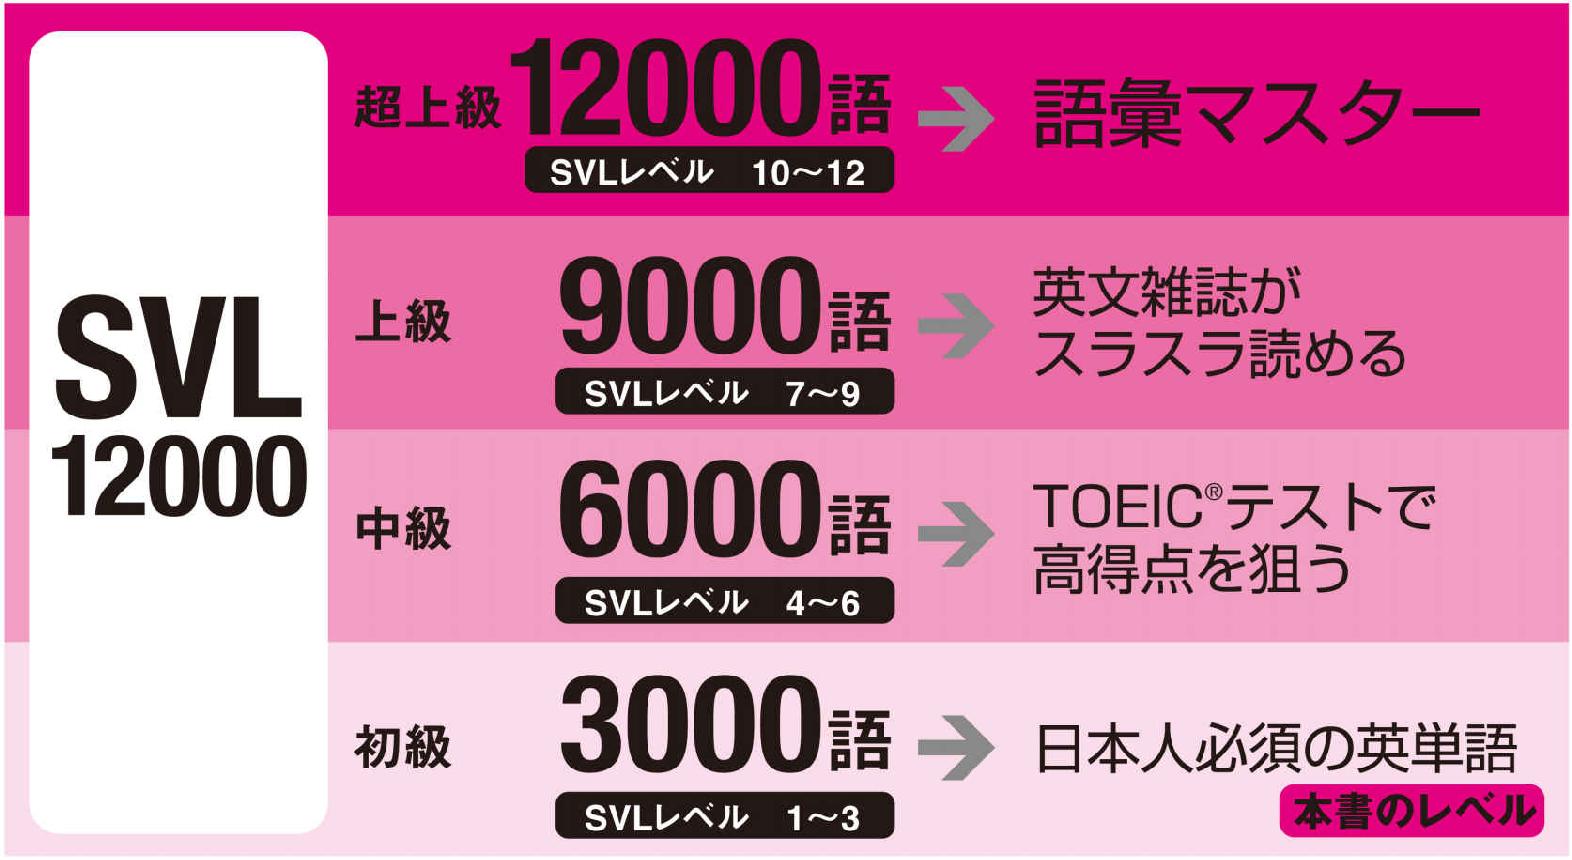 SVL
12000
超上級 12000語 → 語彙マスター
SVLレベル 10～12
上級 9000語 → 英文雑誌が
スラスラ読める
SVLレベル 7～9
中級 6000語 → TOEIC®テストで
高得点を狙う
SVLレベル 4～6
初級 3000語 → 日本人必須の英単語
SVLレベル 1～3
本書のレベル